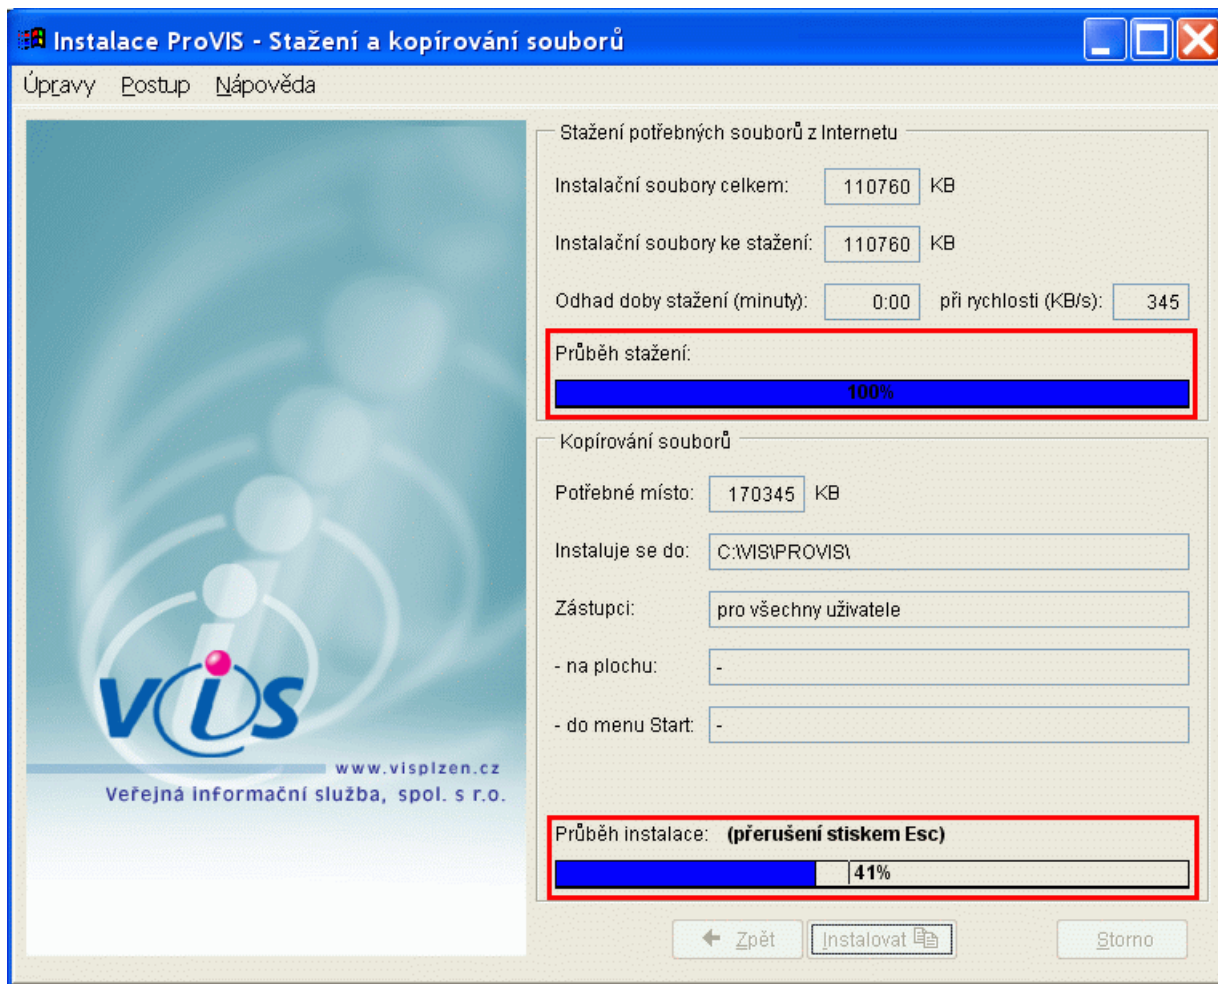 Instalace ProVIS - Stažení a kopírování souborů
Úpravy Postup Nápověda
Stažení potřebných souborů z Internetu
Instalační soubory celkem: 110760 KB
Instalační soubory ke stažení: 110760 KB
Odhad doby stažení (minuty): 0:00 při rychlosti (KB/s): 345
Průběh stažení:
100%
Kopírování souborů
Potřebné místo: 170345 KB
Instaluje se do: C:\VIS\PROVIS\
Zástupci: pro všechny uživatele
- na plochu: -
- do menu Start: -
Průběh instalace: (přerušení stiskem Esc)
41%
Zpět Instalovat Storno
vis
www.visplzen.cz
Veřejná informační služba, spol. s r.o.